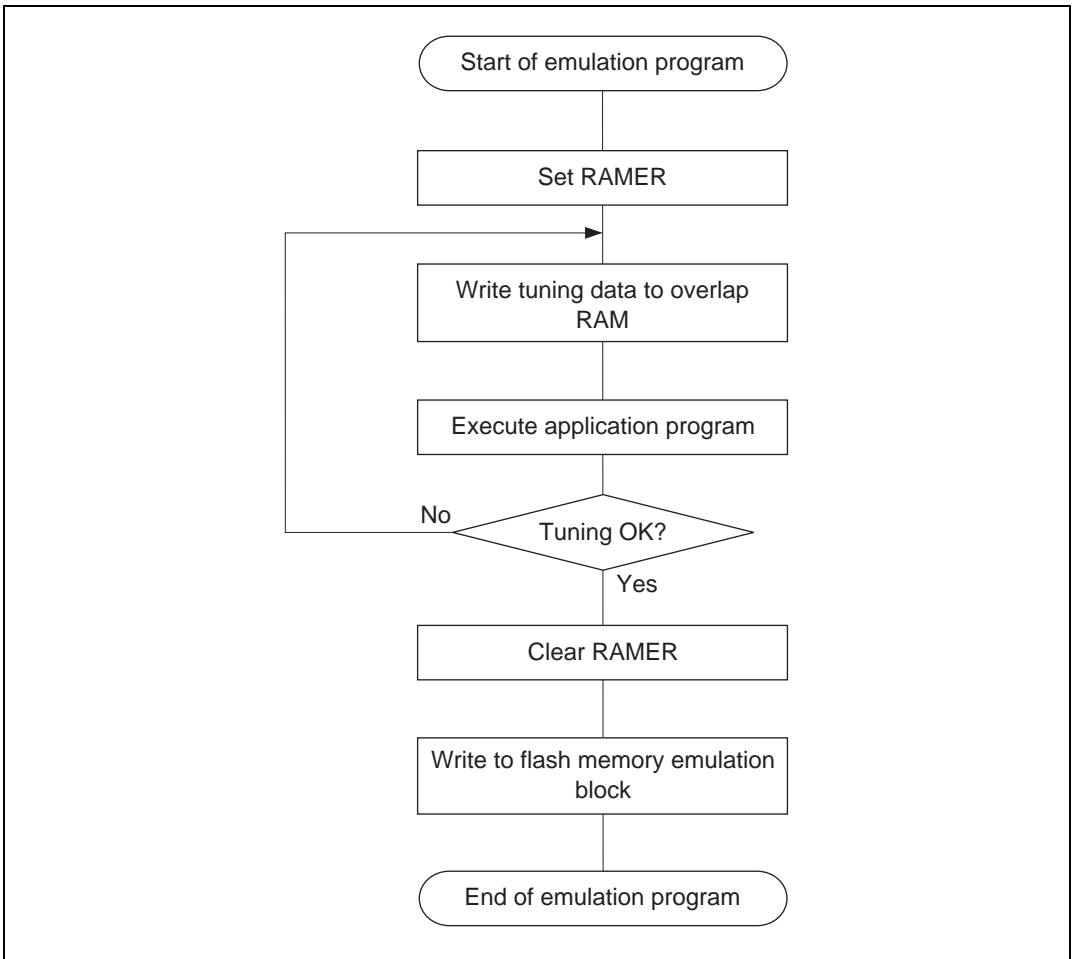 Start of emulation program
Set RAMER
Write tuning data to overlap
RAM
Execute application program
No
Tuning OK?
Yes
Clear RAMER
Write to flash memory emulation
block
End of emulation program